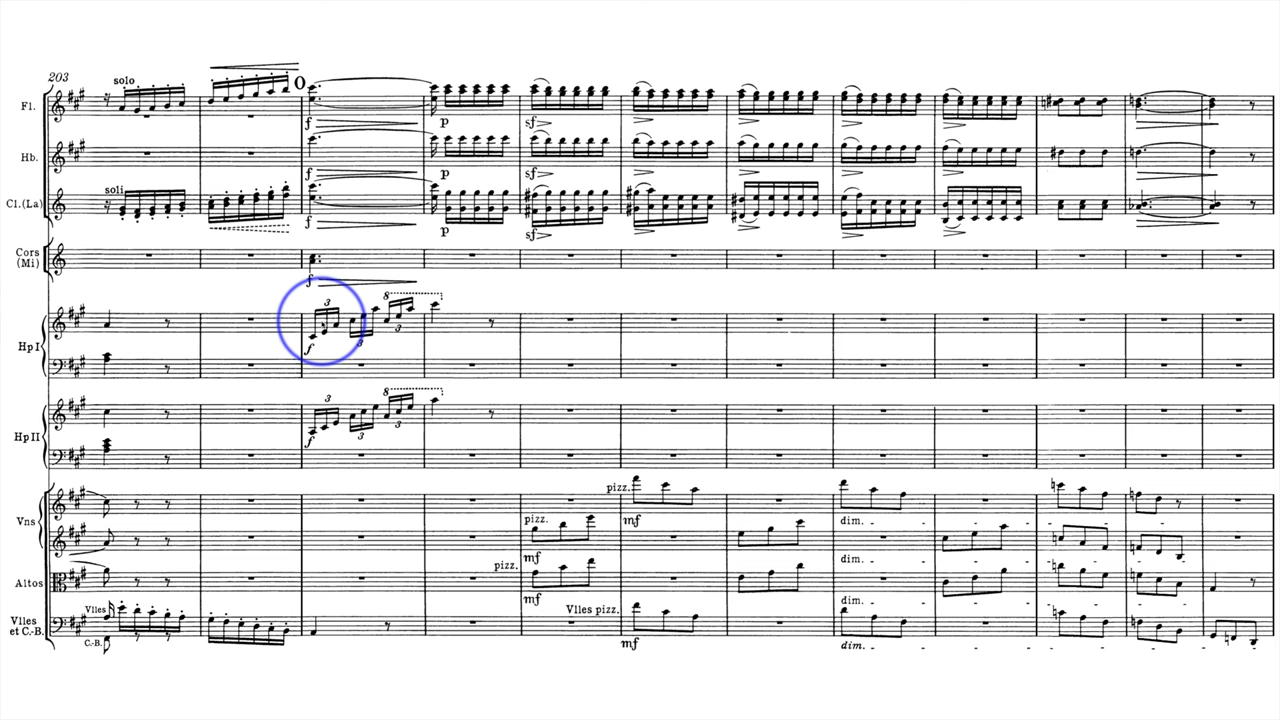 203
solo
O
Fl.
f p sf
Hb.
f p sf
soli
Cl.(La)
f p sf
Cors
(Mi)
f
3 8
Hp I
3 3
f
3 8
Hp II
3 3
f
pizz.
Vns
pizz. mf dim.
mf dim.
pizz.
Altos
mf dim.
Vlles Vlles pizz.
Vlles
et C.-B.
C.-B. mf dim.